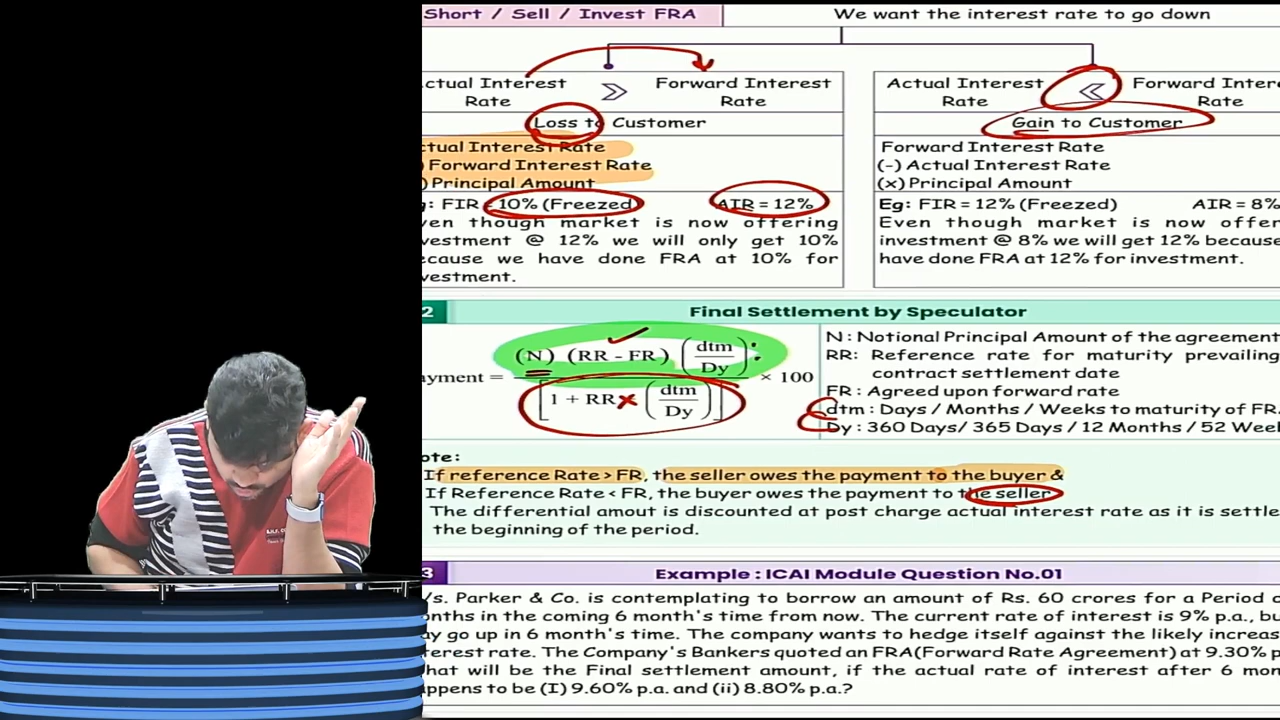 Short / Sell / Invest FRA
We want the interest rate to go down
ctual Interest
Rate
Forward Interest
Rate
Loss to Customer
ctual Interest Rate
Forward Interest Rate
) Principal Amount
g: FIR = 10% (Freezed) AIR = 12%
ven though market is now offering
vestment @ 12% we will only get 10%
ecause we have done FRA at 10% for
vestment.
Actual Interest
Rate
Forward Inter
Rate
Gain to Customer
Forward Interest Rate
(-) Actual Interest Rate
(x) Principal Amount
Eg: FIR = 12% (Freezed) AIR = 8%
Even though market is now offer
investment @ 8% we will get 12% because
have done FRA at 12% for investment.
2 Final Settlement by Speculator
ayment = (N) (RR - FR) (dtm/Dy) / [1 + RR x (dtm/Dy)] × 100
N : Notional Principal Amount of the agreement
RR: Reference rate for maturity prevailing
contract settlement date
FR : Agreed upon forward rate
dtm : Days / Months / Weeks to maturity of FR
Dy : 360 Days/ 365 Days / 12 Months / 52 Week
ote:
If reference Rate > FR, the seller owes the payment to the buyer &
If Reference Rate < FR, the buyer owes the payment to the seller
The differential amout is discounted at post charge actual interest rate as it is settle
the beginning of the period.
3 Example : ICAI Module Question No.01
/s. Parker & Co. is contemplating to borrow an amount of Rs. 60 crores for a Period o
onths in the coming 6 month's time from now. The current rate of interest is 9% p.a., bu
ay go up in 6 month's time. The company wants to hedge itself against the likely increas
terest rate. The Company's Bankers quoted an FRA(Forward Rate Agreement) at 9.30% p
hat will be the Final settlement amount, if the actual rate of interest after 6 mon
appens to be (I) 9.60% p.a. and (ii) 8.80% p.a.?